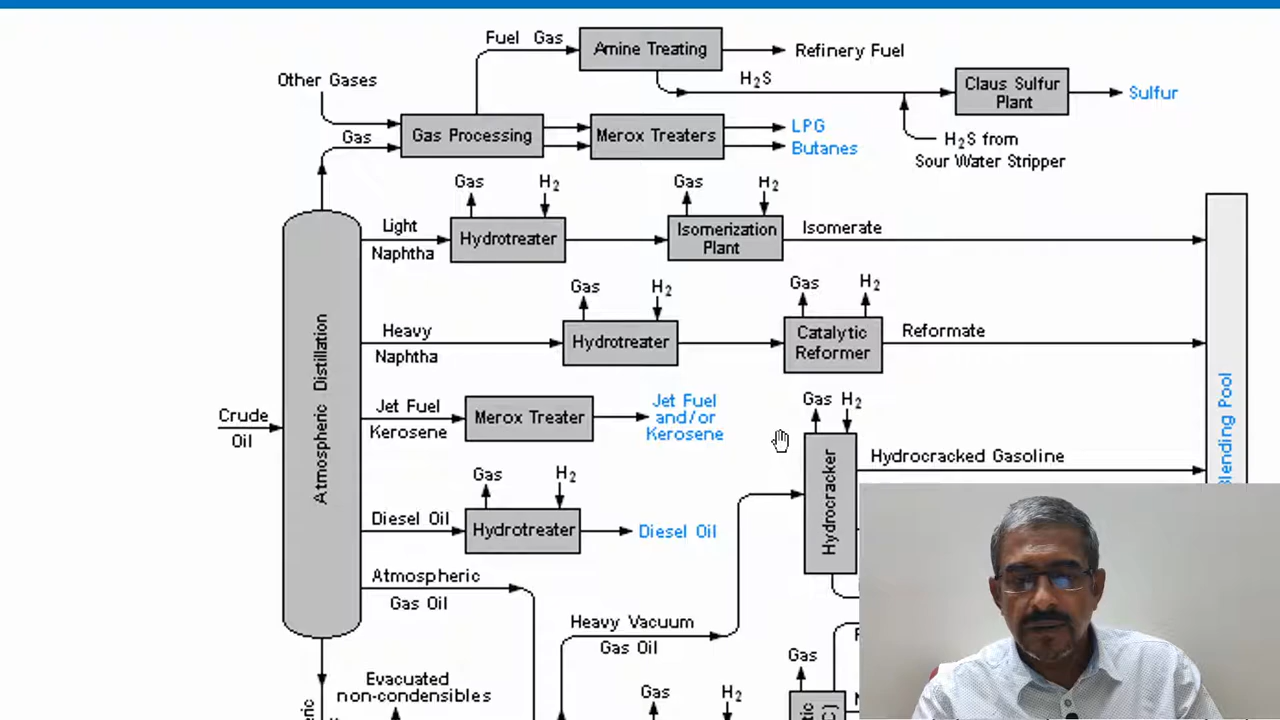 Fuel Gas
Amine Treating
Refinery Fuel
Other Gases
H₂S
Claus Sulfur
Plant
Sulfur
Gas
Gas Processing
Merox Treaters
LPG
Butanes
H₂S from
Sour Water Stripper
Gas
H₂
Gas
H₂
Light
Naphtha
Hydrotreater
Isomerization
Plant
Isomerate
Gas
H₂
Gas
H₂
Heavy
Naphtha
Hydrotreater
Catalytic
Reformer
Reformate
Atmospheric Distillation
Crude
Oil
Jet Fuel
Kerosene
Merox Treater
Jet Fuel
and/or
Kerosene
Gas
H₂
Hydrocracker
Hydrocracked Gasoline
Blending Pool
Gas
H₂
Diesel Oil
Hydrotreater
Diesel Oil
Atmospheric
Gas Oil
Heavy Vacuum
Gas Oil
Evacuated
non-condensibles
Gas
H₂
Gas